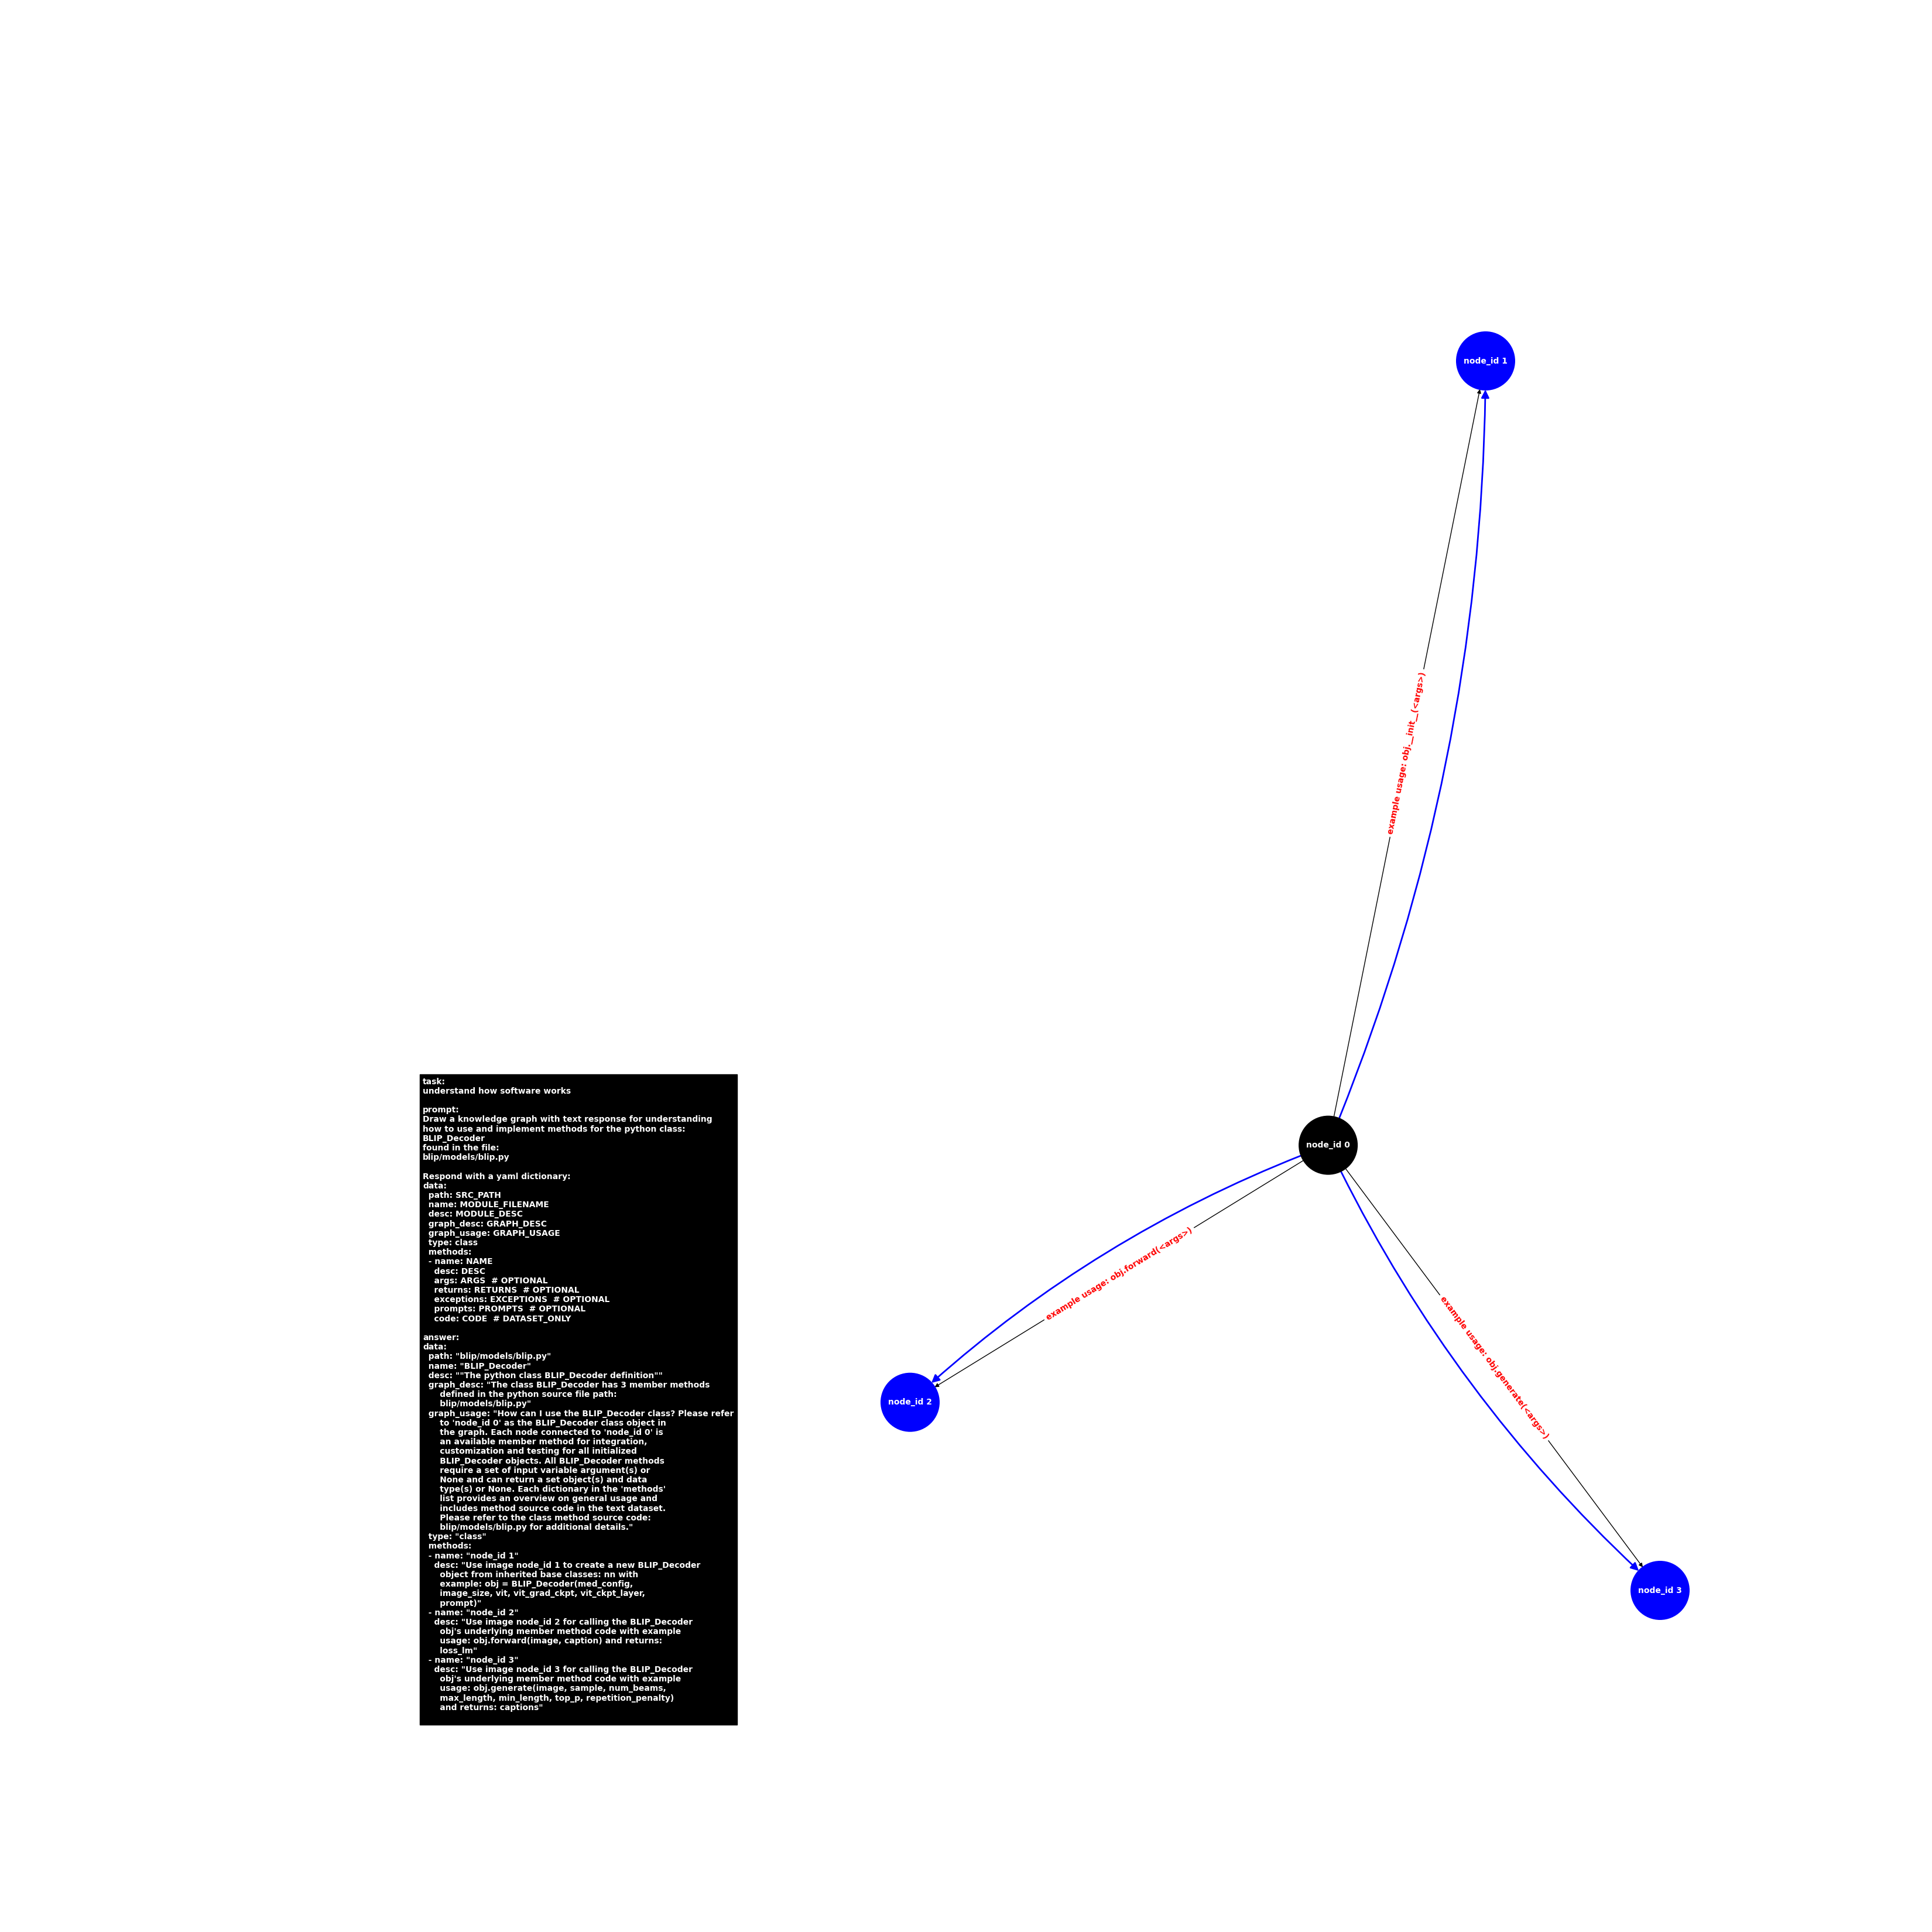 node_id 1
example usage: obj.__init__(<args>)
node_id 0
example usage: obj.forward(<args>)
node_id 2
example usage: obj.generate(<args>)
node_id 3
task:
understand how software works

prompt:
Draw a knowledge graph with text response for understanding
how to use and implement methods for the python class:
BLIP_Decoder
found in the file:
blip/models/blip.py

Respond with a yaml dictionary:
data:
  path: SRC_PATH
  name: MODULE_FILENAME
  desc: MODULE_DESC
  graph_desc: GRAPH_DESC
  graph_usage: GRAPH_USAGE
  type: class
  methods:
  - name: NAME
    desc: DESC
    args: ARGS  # OPTIONAL
    returns: RETURNS  # OPTIONAL
    exceptions: EXCEPTIONS  # OPTIONAL
    prompts: PROMPTS  # OPTIONAL
    code: CODE  # DATASET_ONLY

answer:
data:
  path: "blip/models/blip.py"
  name: "BLIP_Decoder"
  desc: ""The python class BLIP_Decoder definition""
  graph_desc: "The class BLIP_Decoder has 3 member methods
      defined in the python source file path:
      blip/models/blip.py"
  graph_usage: "How can I use the BLIP_Decoder class? Please refer
      to 'node_id 0' as the BLIP_Decoder class object in
      the graph. Each node connected to 'node_id 0' is
      an available member method for integration,
      customization and testing for all initialized
      BLIP_Decoder objects. All BLIP_Decoder methods
      require a set of input variable argument(s) or
      None and can return a set object(s) and data
      type(s) or None. Each dictionary in the 'methods'
      list provides an overview on general usage and
      includes method source code in the text dataset.
      Please refer to the class method source code:
      blip/models/blip.py for additional details."
  type: "class"
  methods:
  - name: "node_id 1"
    desc: "Use image node_id 1 to create a new BLIP_Decoder
      object from inherited base classes: nn with
      example: obj = BLIP_Decoder(med_config,
      image_size, vit, vit_grad_ckpt, vit_ckpt_layer,
      prompt)"
  - name: "node_id 2"
    desc: "Use image node_id 2 for calling the BLIP_Decoder
      obj's underlying member method code with example
      usage: obj.forward(image, caption) and returns:
      loss_lm"
  - name: "node_id 3"
    desc: "Use image node_id 3 for calling the BLIP_Decoder
      obj's underlying member method code with example
      usage: obj.generate(image, sample, num_beams,
      max_length, min_length, top_p, repetition_penalty)
      and returns: captions"